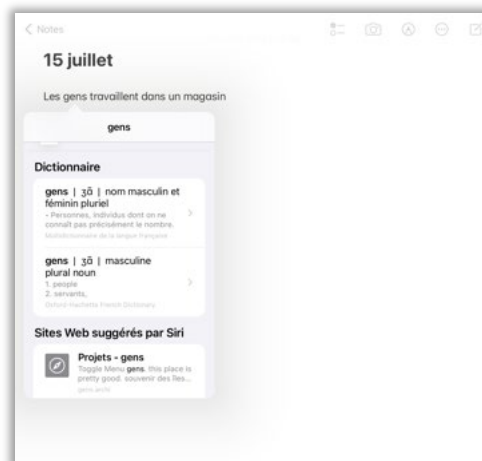 Notes
15 juillet
Les gens travaillent dans un magasin
gens
Dictionnaire
gens | ʒɑ̃ | nom masculin et
féminin pluriel
- Personnes, individus dont on ne
connaît pas précisément le nombre.
Multidictionnaire de la langue française
gens | ʒɑ̃ | masculine
plural noun
1. people
2. servants,
Oxford-Hachette French Dictionary
Sites Web suggérés par Siri
Projets - gens
Toggle Menu gens. this place is
pretty good. souvenir des îles...
gens.archi